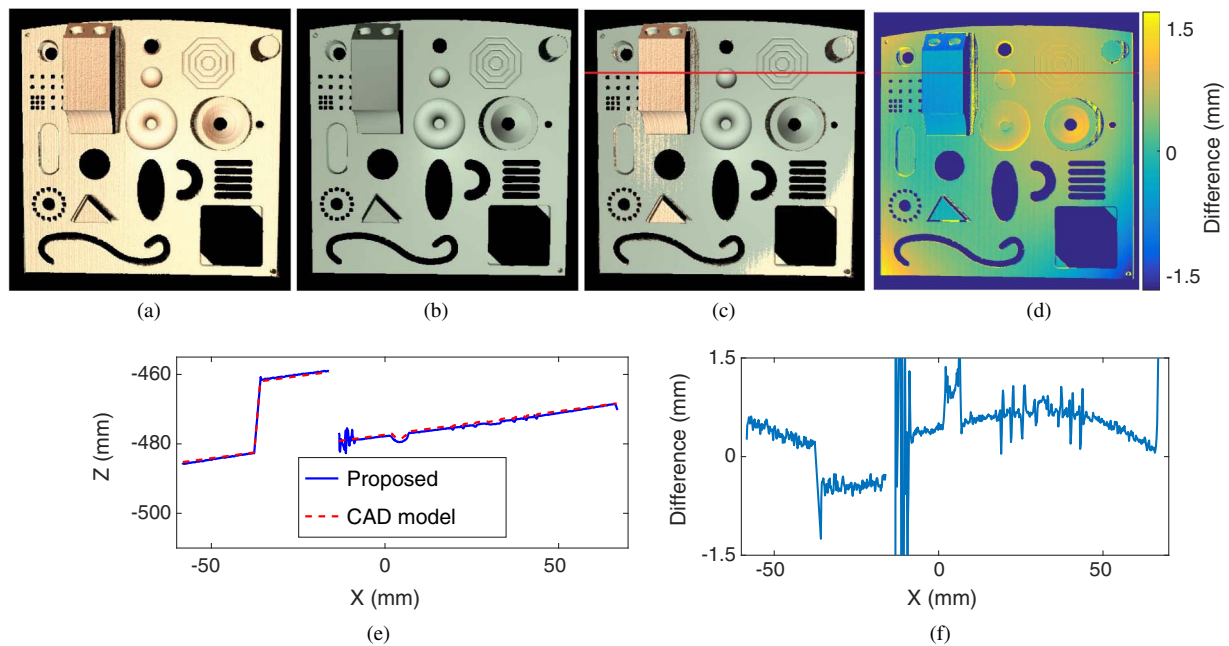 1.5
0
-1.5
Difference (mm)
(a)
(b)
(c)
(d)
-460
-480
-500
Z (mm)
Proposed
CAD model
-50
0
50
X (mm)
(e)
1.5
0
-1.5
Difference (mm)
-50
0
50
X (mm)
(f)